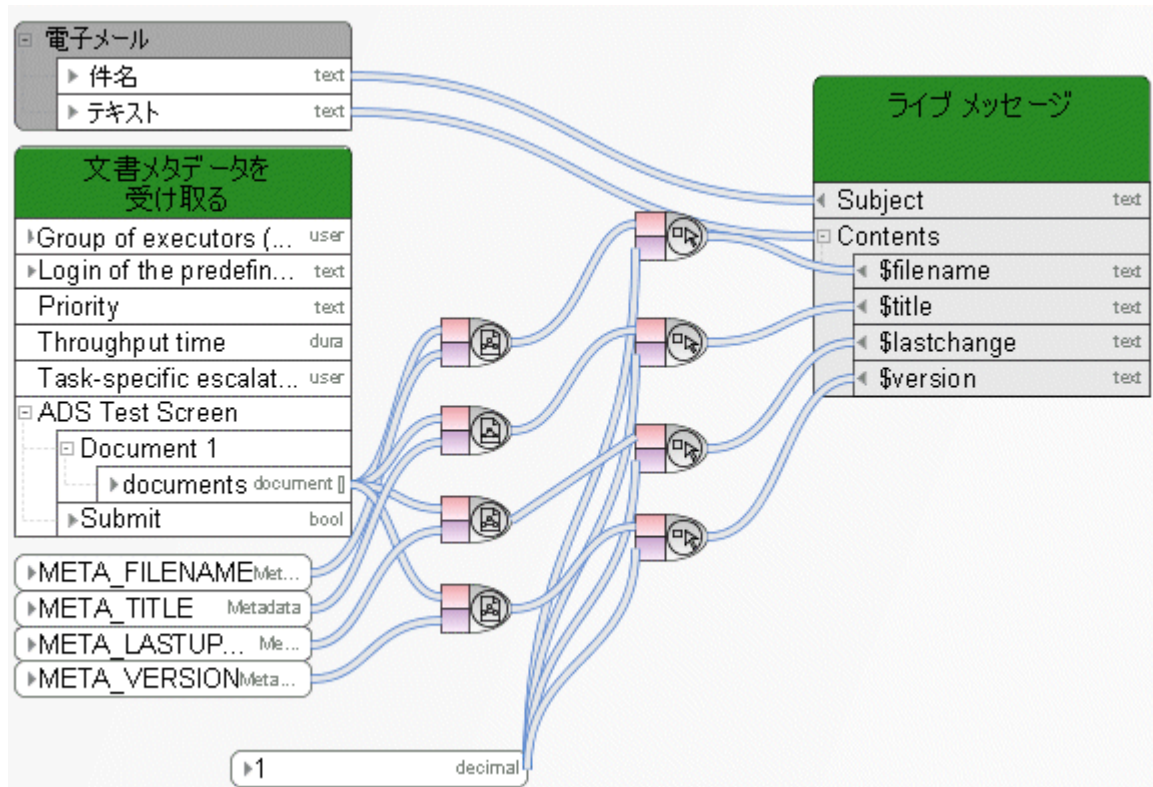 電子メール
件名 text
テキスト text
文書メタデータを
受け取る
Group of executors (... user
Login of the predefin... text
Priority text
Throughput time dura
Task-specific escalat... user
ADS Test Screen
Document 1
documents document []
Submit bool
META_FILENAME Met...
META_TITLE Metadata
META_LASTUP... Me...
META_VERSION Meta...
1 decimal
ライブ メッセージ
Subject text
Contents
$filename text
$title text
$lastchange text
$version text